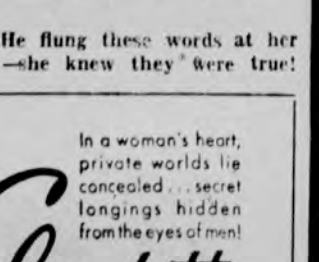 He flung these words at her
—she knew they were true!
In a woman's heart,
private worlds lie
concealed . . . secret
longings hidden
from the eyes of men!